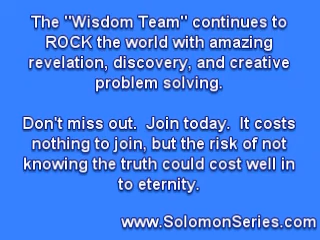 The "Wisdom Team" continues to
ROCK the world with amazing
revelation, discovery, and creative
problem solving.
Don't miss out.  Join today.  It costs
nothing to join, but the risk of not
knowing the truth could cost well in
to eternity.
www.SolomonSeries.com